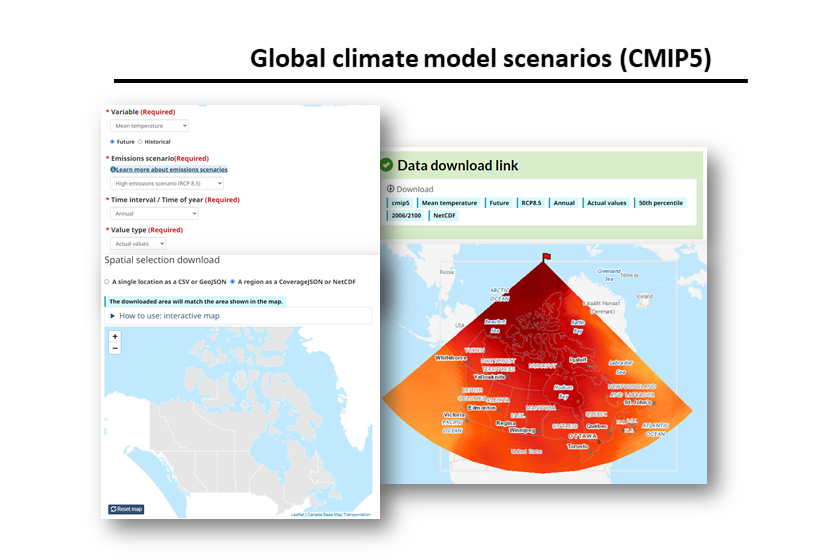 Global climate model scenarios (CMIP5)
* Variable (Required)
Mean temperature
Future Historical
* Emissions scenario(Required)
Learn more about emissions scenarios
High emissions scenario (RCP 8.5)
* Time interval / Time of year (Required)
Annual
* Value type (Required)
Actual values
Spatial selection download
A single location as a CSV or GeoJSON A region as a CoverageJSON or NetCDF
The downloaded area will match the area shown in the map.
How to use: interactive map
+
−
Reset map
Leaflet | Canada Base Map Transportation
Data download link
Download
cmip5 Mean temperature Future RCP8.5 Annual Actual values 50th percentile
2006/2100 NetCDF
Russia
Greenland
Sea
Norway
ARCTIC
OCEAN
Iceland
Kalaallit Nunaat
(Denmark)
USA
Beaufort
Sea
Baffin
Bay
YUKON
Whitehorse
NORTHWEST
TERRITORIES
Yellowknife
NUNAVUT
Iqaluit
Labrador
Sea
Hudson
Bay
BRITISH
COLUMBIA
ALBERTA
Edmonton
MANITOBA
NEWFOUNDLAND
AND LABRADOR
St. John's
Victoria
PACIFIC
OCEAN
SASK.
Regina
Winnipeg
ONTARIO
QUEBEC
Québec
OTTAWA
Toronto
N.B.
P.E.I.
N.S.
ATLANTIC
OCEAN
United States